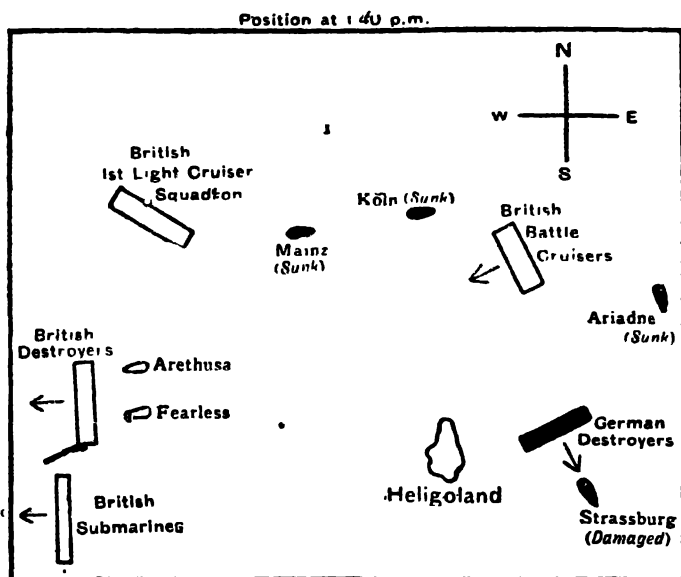 Position at 1 40 p.m.
N
W E
S
British
1st Light Cruiser
Squadron
Köln (Sunk)
Mainz
(Sunk)
British
Battle
Cruisers
Ariadne
(Sunk)
British
Destroyers
Arethusa
Fearless
German
Destroyers
Heligoland
British
Submarines
Strassburg
(Damaged)